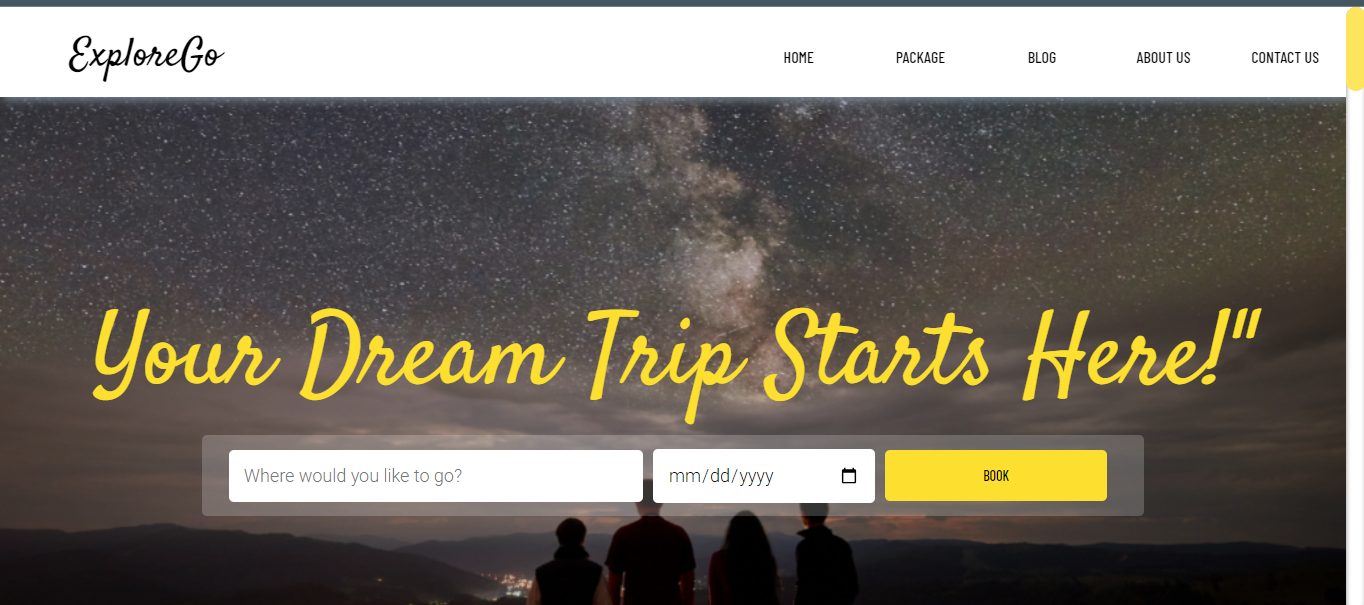 ExploreGo
HOME PACKAGE BLOG ABOUT US CONTACT US
Your Dream Trip Starts Here!"
Where would you like to go? mm/dd/yyyy BOOK